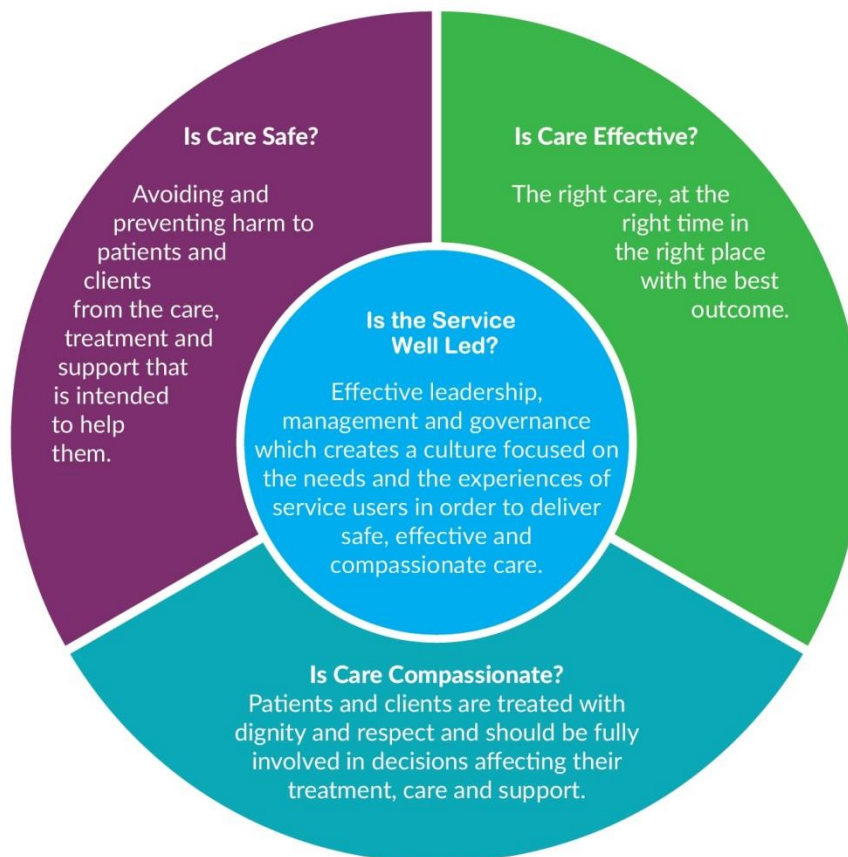 Is Care Safe?
Avoiding and
preventing harm to
patients and
clients
from the care,
treatment and
support that
is intended
to help
them.
Is Care Effective?
The right care, at the
right time in
the right place
with the best
outcome.
Is the Service
Well Led?
Effective leadership,
management and governance
which creates a culture focused on
the needs and the experiences of
service users in order to deliver
safe, effective and
compassionate care.
Is Care Compassionate?
Patients and clients are treated with
dignity and respect and should be fully
involved in decisions affecting their
treatment, care and support.